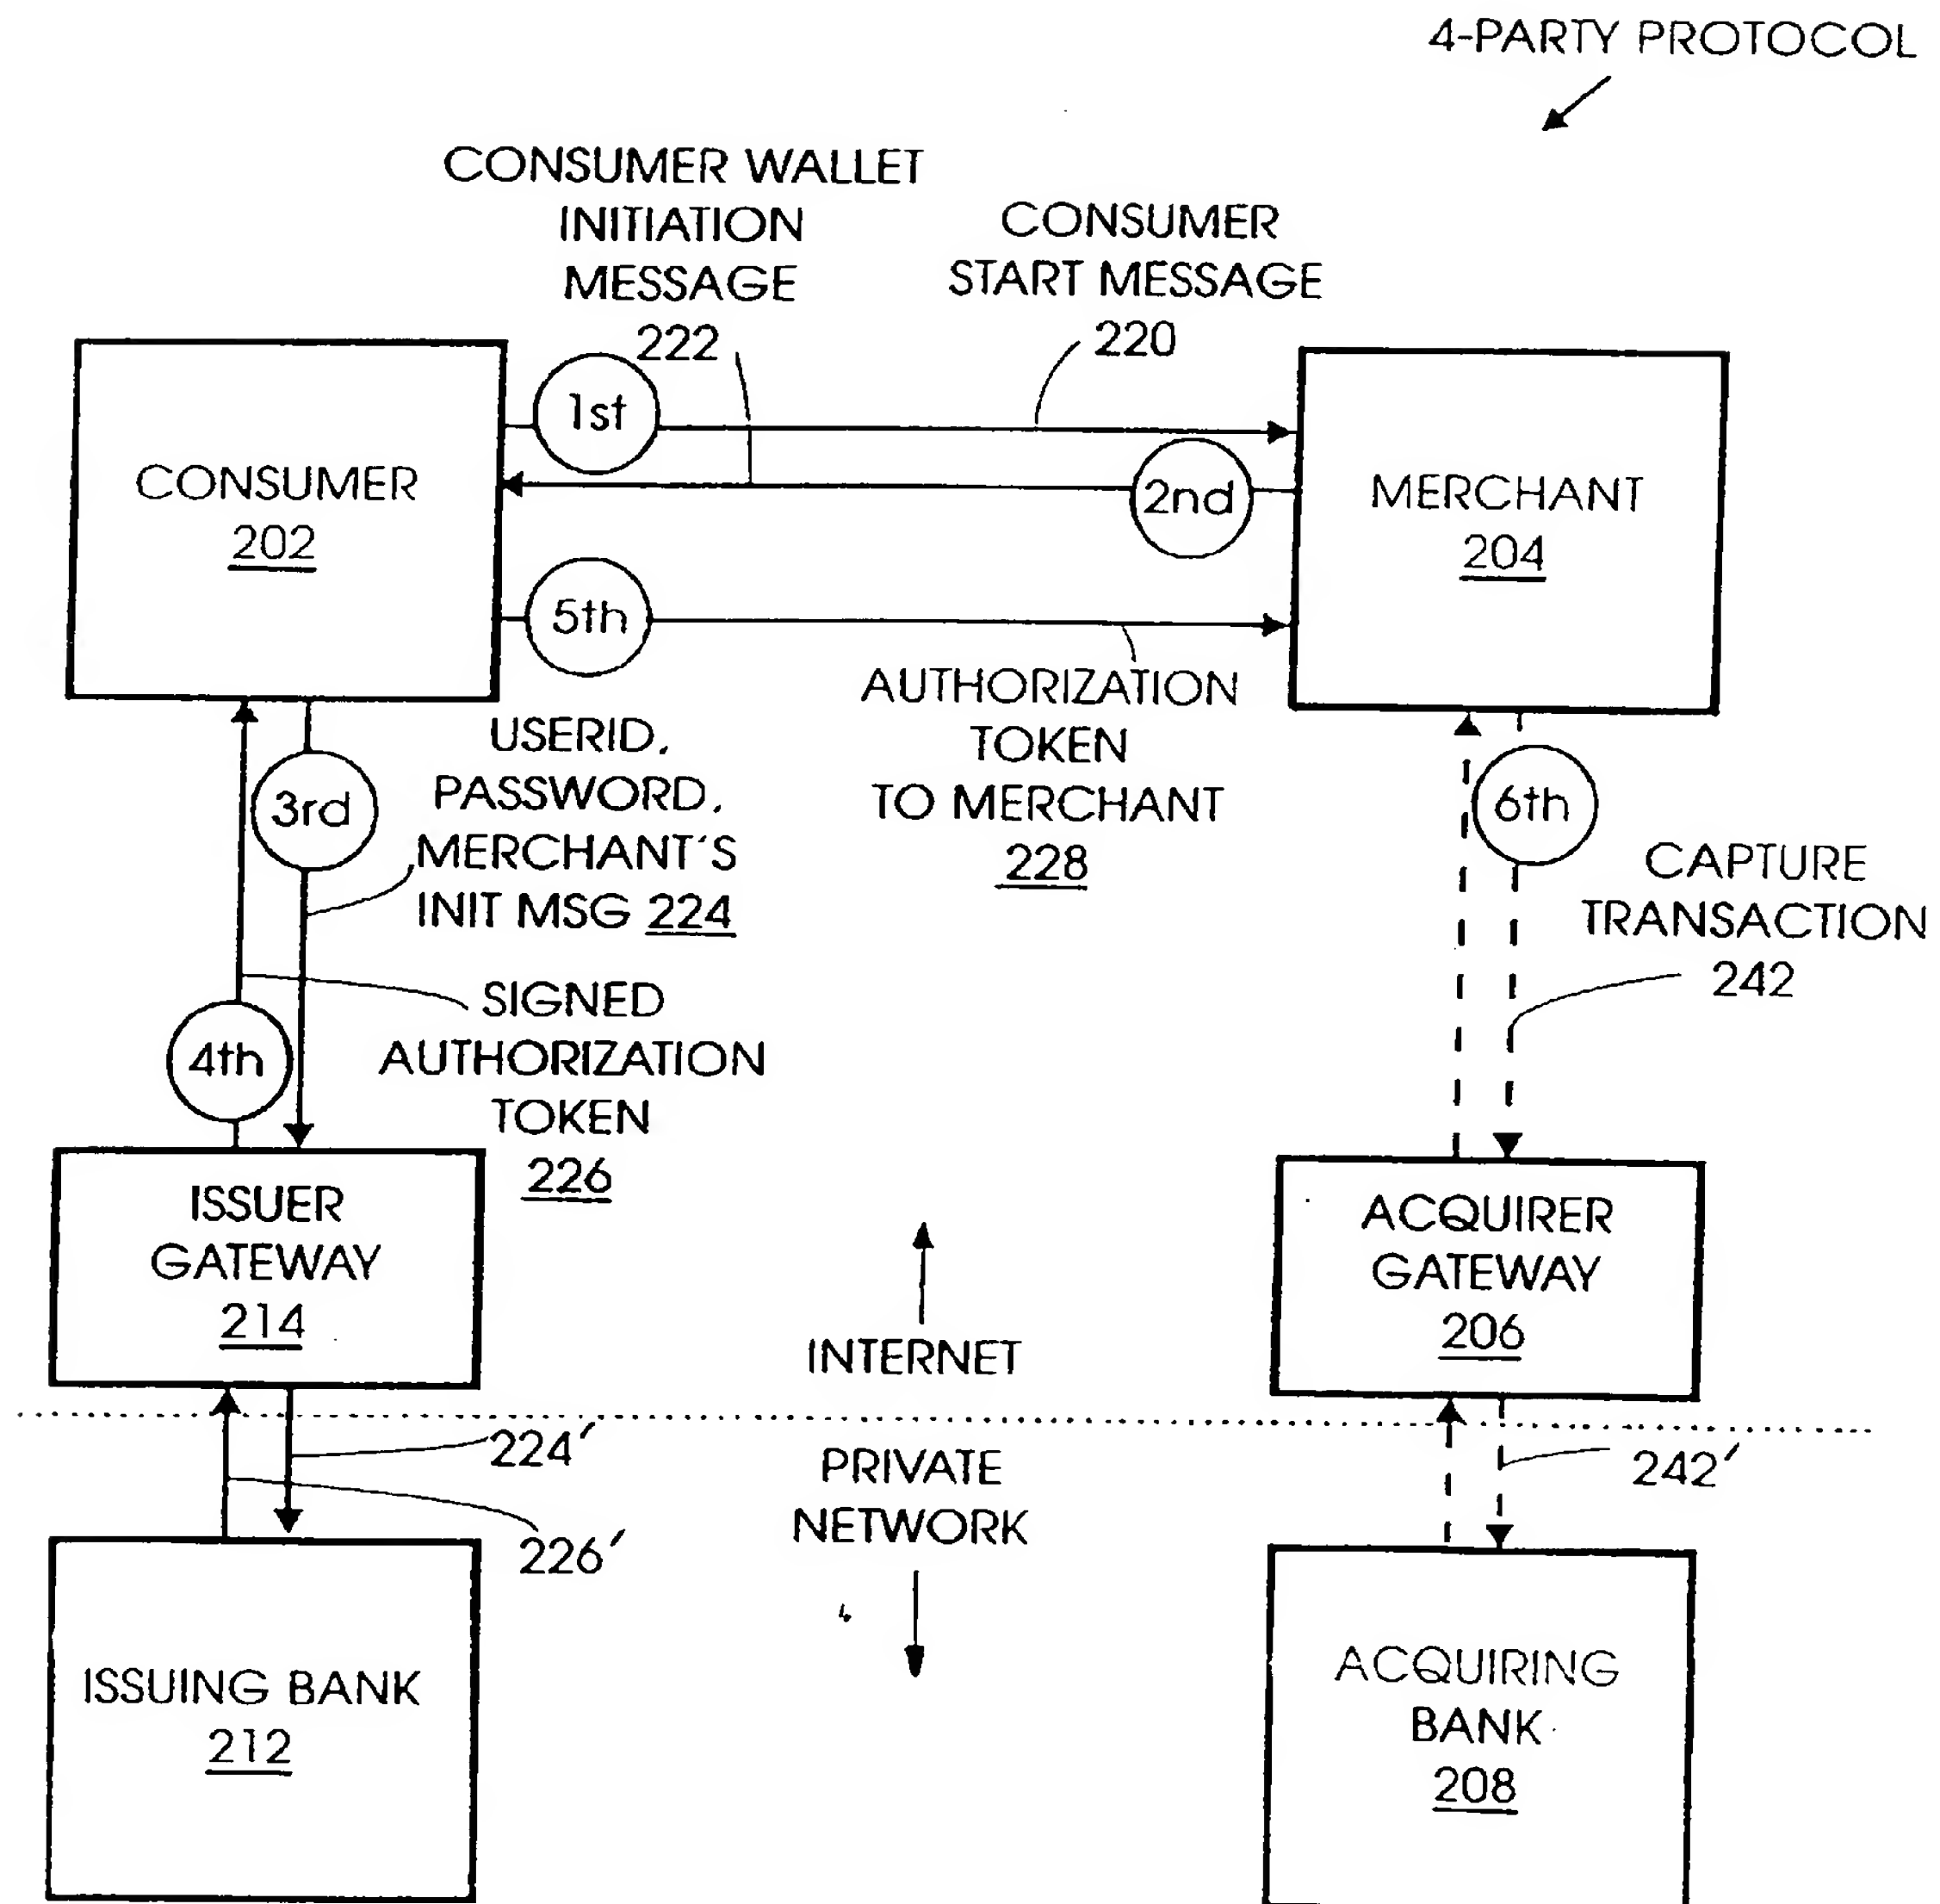 4-PARTY PROTOCOL
CONSUMER WALLET
INITIATION
MESSAGE
222
CONSUMER
START MESSAGE
220
1st
2nd
CONSUMER
202
MERCHANT
204
5th
AUTHORIZATION
TOKEN
TO MERCHANT
228
USERID,
PASSWORD,
MERCHANT'S
INIT MSG 224
3rd
6th
CAPTURE
TRANSACTION
242
SIGNED
AUTHORIZATION
TOKEN
226
4th
ISSUER
GATEWAY
214
ACQUIRER
GATEWAY
206
INTERNET
224'
PRIVATE
NETWORK
242'
226'
ISSUING BANK
212
ACQUIRING
BANK
208